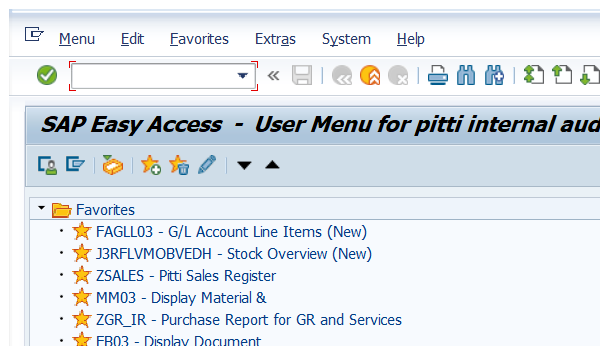 Menu Edit Favorites Extras System Help
SAP Easy Access - User Menu for pitti internal aud
Favorites
FAGLL03 - G/L Account Line Items (New)
J3RFLVMOBVEDH - Stock Overview (New)
ZSALES - Pitti Sales Register
MM03 - Display Material &
ZGR_IR - Purchase Report for GR and Services
FB03 - Display Document